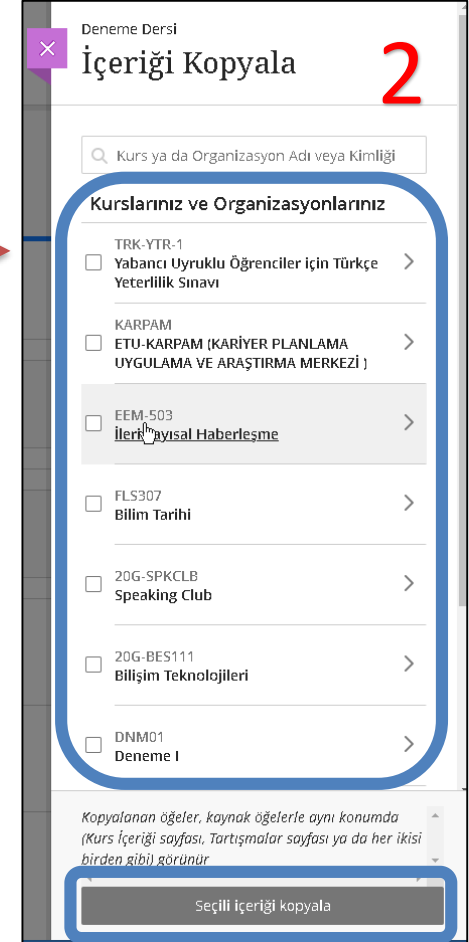 Deneme Dersi
İçeriği Kopyala
2
Kurs ya da Organizasyon Adı veya Kimliği
Kurslarınız ve Organizasyonlarınız
TRK-YTR-1
Yabancı Uyruklu Öğrenciler için Türkçe
Yeterlilik Sınavı
KARPAM
ETU-KARPAM (KARİYER PLANLAMA
UYGULAMA VE ARAŞTIRMA MERKEZİ )
EEM-503
İleri Sayısal Haberleşme
FLS307
Bilim Tarihi
20G-SPKCLB
Speaking Club
20G-BES111
Bilişim Teknolojileri
DNM01
Deneme I
Kopyalanan öğeler, kaynak öğelerle aynı konumda
(Kurs İçeriği sayfası, Tartışmalar sayfası ya da her ikisi
birden gibi) görünür
Seçili içeriği kopyala